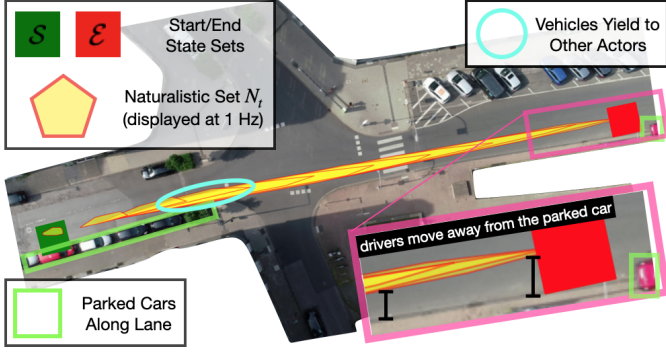 S E Start/End
State Sets
Naturalistic Set Nt
(displayed at 1 Hz)
Vehicles Yield to
Other Actors
drivers move away from the parked car
Parked Cars
Along Lane